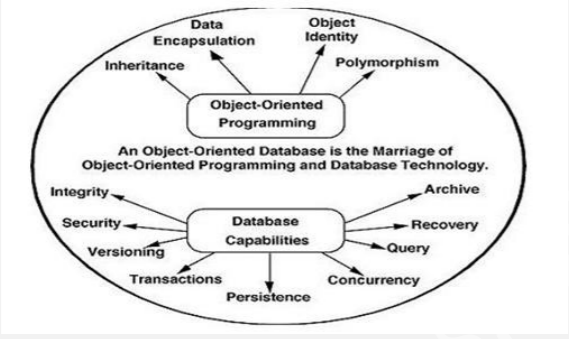 Data
Encapsulation
Object
Identity
Inheritance
Polymorphism
Object-Oriented
Programming
An Object-Oriented Database is the Marriage of
Object-Oriented Programming and Database Technology.
Integrity
Archive
Security
Database
Capabilities
Recovery
Versioning
Query
Transactions
Concurrency
Persistence